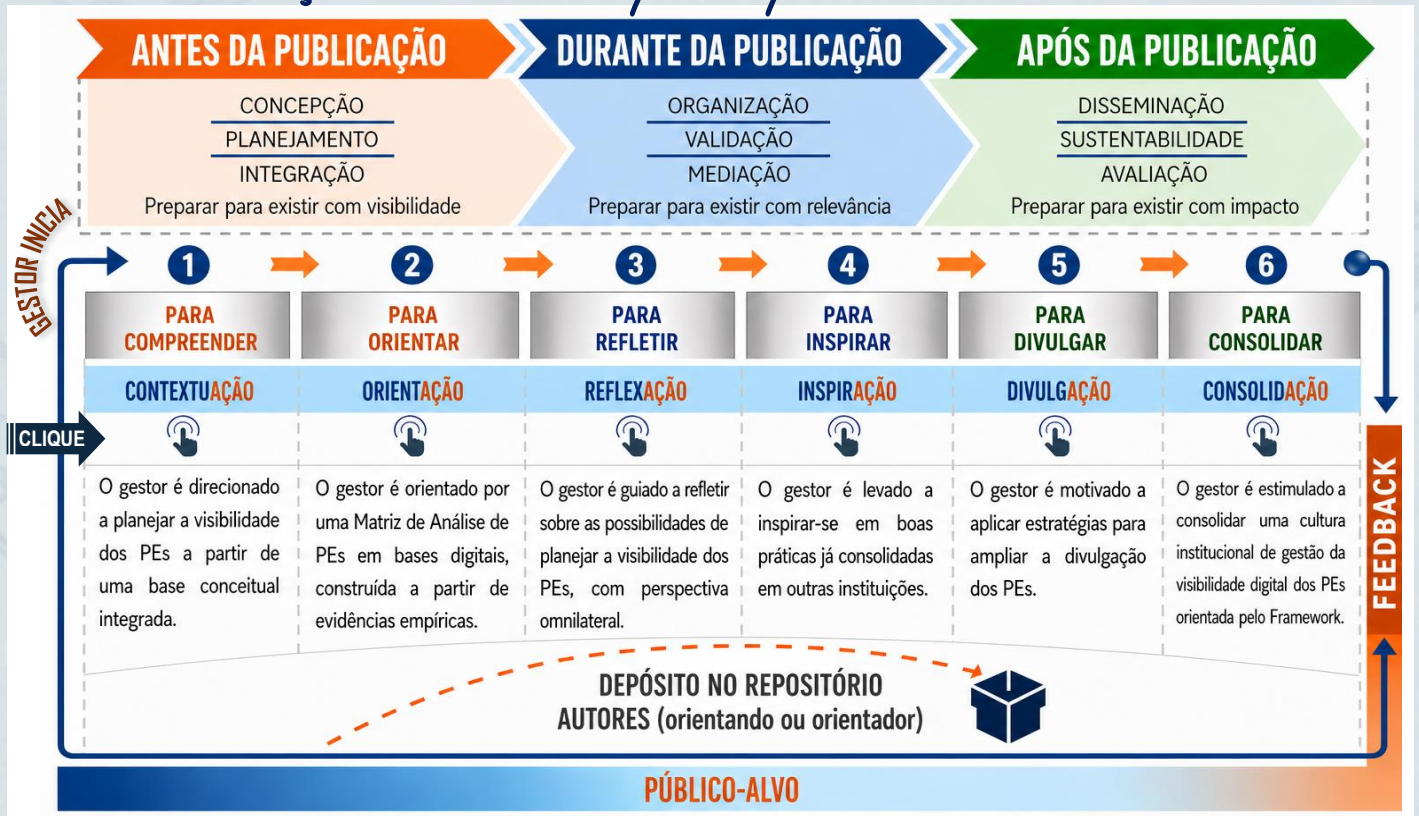 ANTES DA PUBLICAÇÃO
DURANTE DA PUBLICAÇÃO
APÓS DA PUBLICAÇÃO
CONCEPÇÃO
PLANEJAMENTO
INTEGRAÇÃO
Preparar para existir com visibilidade
ORGANIZAÇÃO
VALIDAÇÃO
MEDIAÇÃO
Preparar para existir com relevância
DISSEMINAÇÃO
SUSTENTABILIDADE
AVALIAÇÃO
Preparar para existir com impacto
GESTOR INICIA
1
2
3
4
5
6
PARA
COMPREENDER
PARA
ORIENTAR
PARA
REFLETIR
PARA
INSPIRAR
PARA
DIVULGAR
PARA
CONSOLIDAR
CONTEXTUAÇÃO
ORIENTAÇÃO
REFLEXAÇÃO
INSPIRAÇÃO
DIVULGAÇÃO
CONSOLIDAÇÃO
CLIQUE
O gestor é direcionado
a planejar a visibilidade
dos PEs a partir de
uma base conceitual
integrada.
O gestor é orientado por
uma Matriz de Análise de
PEs em bases digitais,
construída a partir de
evidências empíricas.
O gestor é guiado a refletir
sobre as possibilidades de
planejar a visibilidade dos
PEs, com perspectiva
omnilateral.
O gestor é levado a
inspirar-se em boas
práticas já consolidadas
em outras instituições.
O gestor é motivado a
aplicar estratégias para
ampliar a divulgação
dos PEs.
O gestor é estimulado a
consolidar uma cultura
institucional de gestão da
visibilidade digital dos PEs
orientada pelo Framework.
FEEDBACK
DEPÓSITO NO REPOSITÓRIO
AUTORES (orientando ou orientador)
PÚBLICO-ALVO